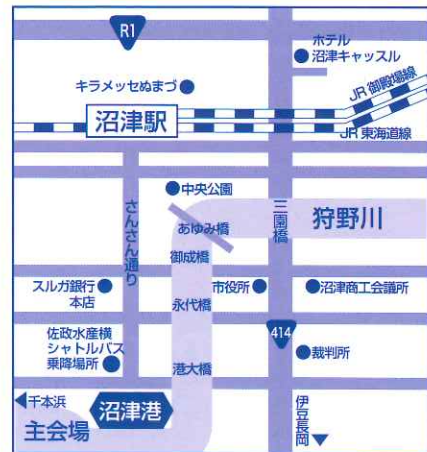 R1
ホテル
沼津キャッスル
キラメッセぬまづ
JR 御殿場線
沼津駅
JR 東海道線
中央公園
さんさん通り
あゆみ橋
三園橋
狩野川
御成橋
スルガ銀行
本店
市役所
沼津商工会議所
永代橋
佐政水産横
シャトルバス
乗降場所
414
裁判所
港大橋
千本浜
沼津港
主会場
伊豆長岡